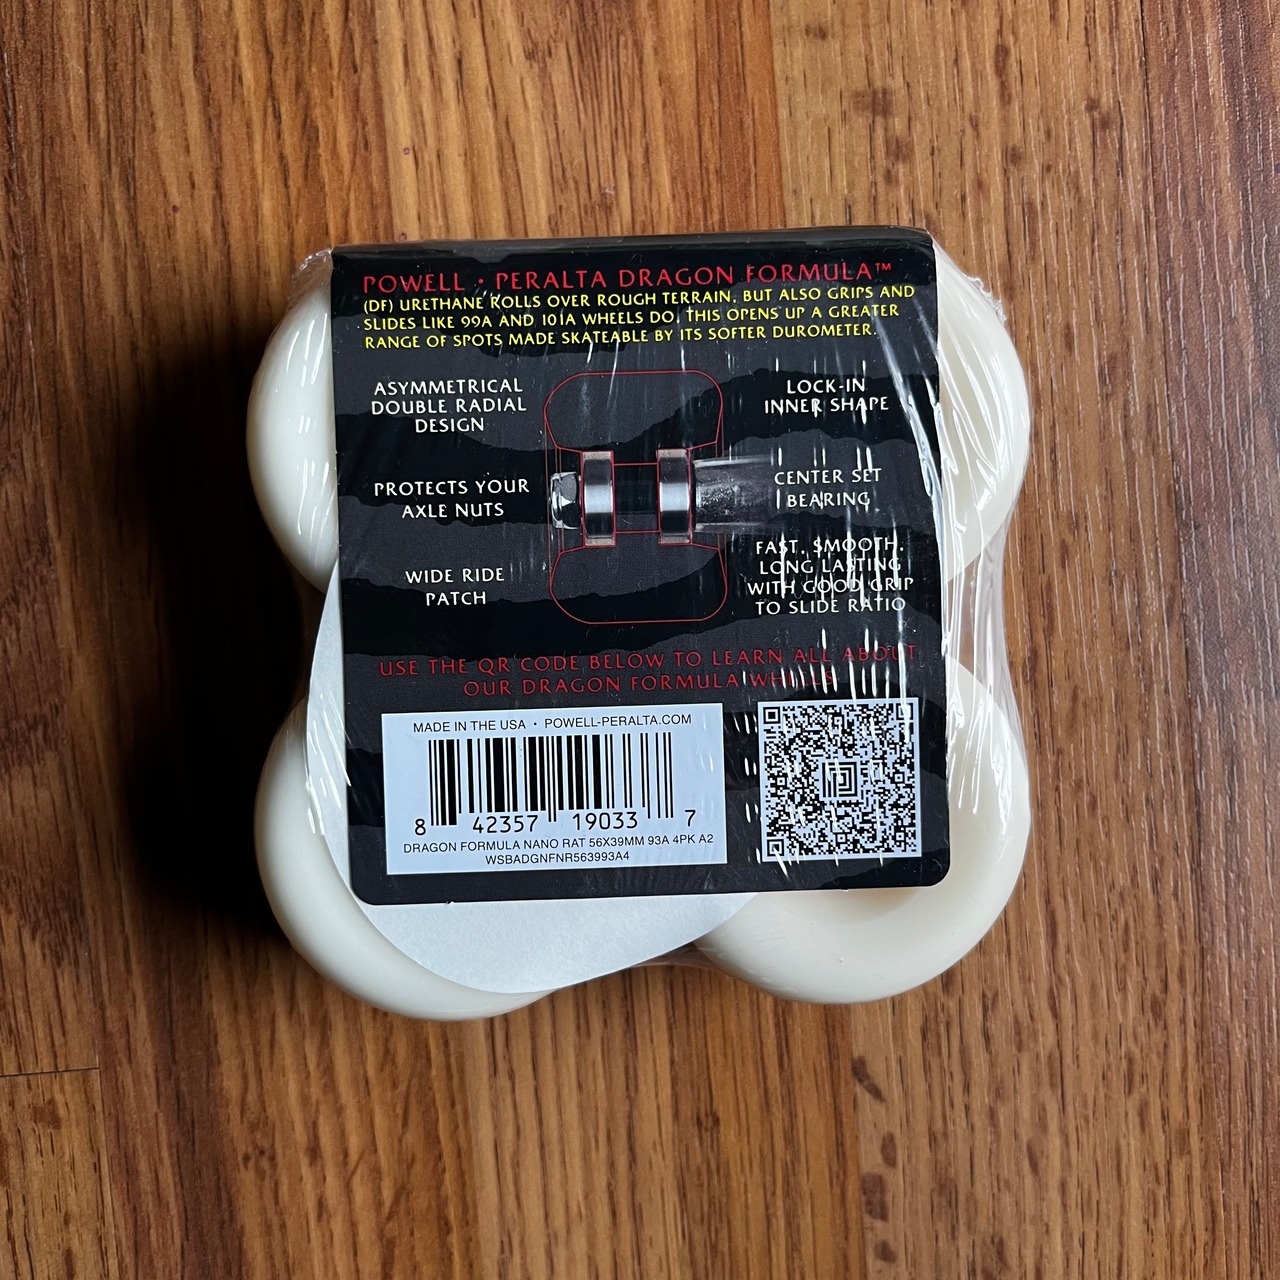 POWELL · PERALTA DRAGON FORMULA™
(DF) URETHANE ROLLS OVER ROUGH TERRAIN, BUT ALSO GRIPS AND
SLIDES LIKE 99A AND 101A WHEELS DO. THIS OPENS UP A GREATER
RANGE OF SPOTS MADE SKATEABLE BY ITS SOFTER DUROMETER.
ASYMMETRICAL
DOUBLE RADIAL
DESIGN
LOCK-IN
INNER SHAPE
PROTECTS YOUR
AXLE NUTS
CENTER SET
BEARING
WIDE RIDE
PATCH
FAST, SMOOTH,
LONG LASTING
WITH GOOD GRIP
TO SLIDE RATIO
USE THE QR CODE BELOW TO LEARN ALL ABOUT
OUR DRAGON FORMULA WHEELS
MADE IN THE USA · POWELL-PERALTA.COM
8 42357 19033 7
DRAGON FORMULA NANO RAT 56X39MM 93A 4PK A2
WSBADGNFNR563993A4